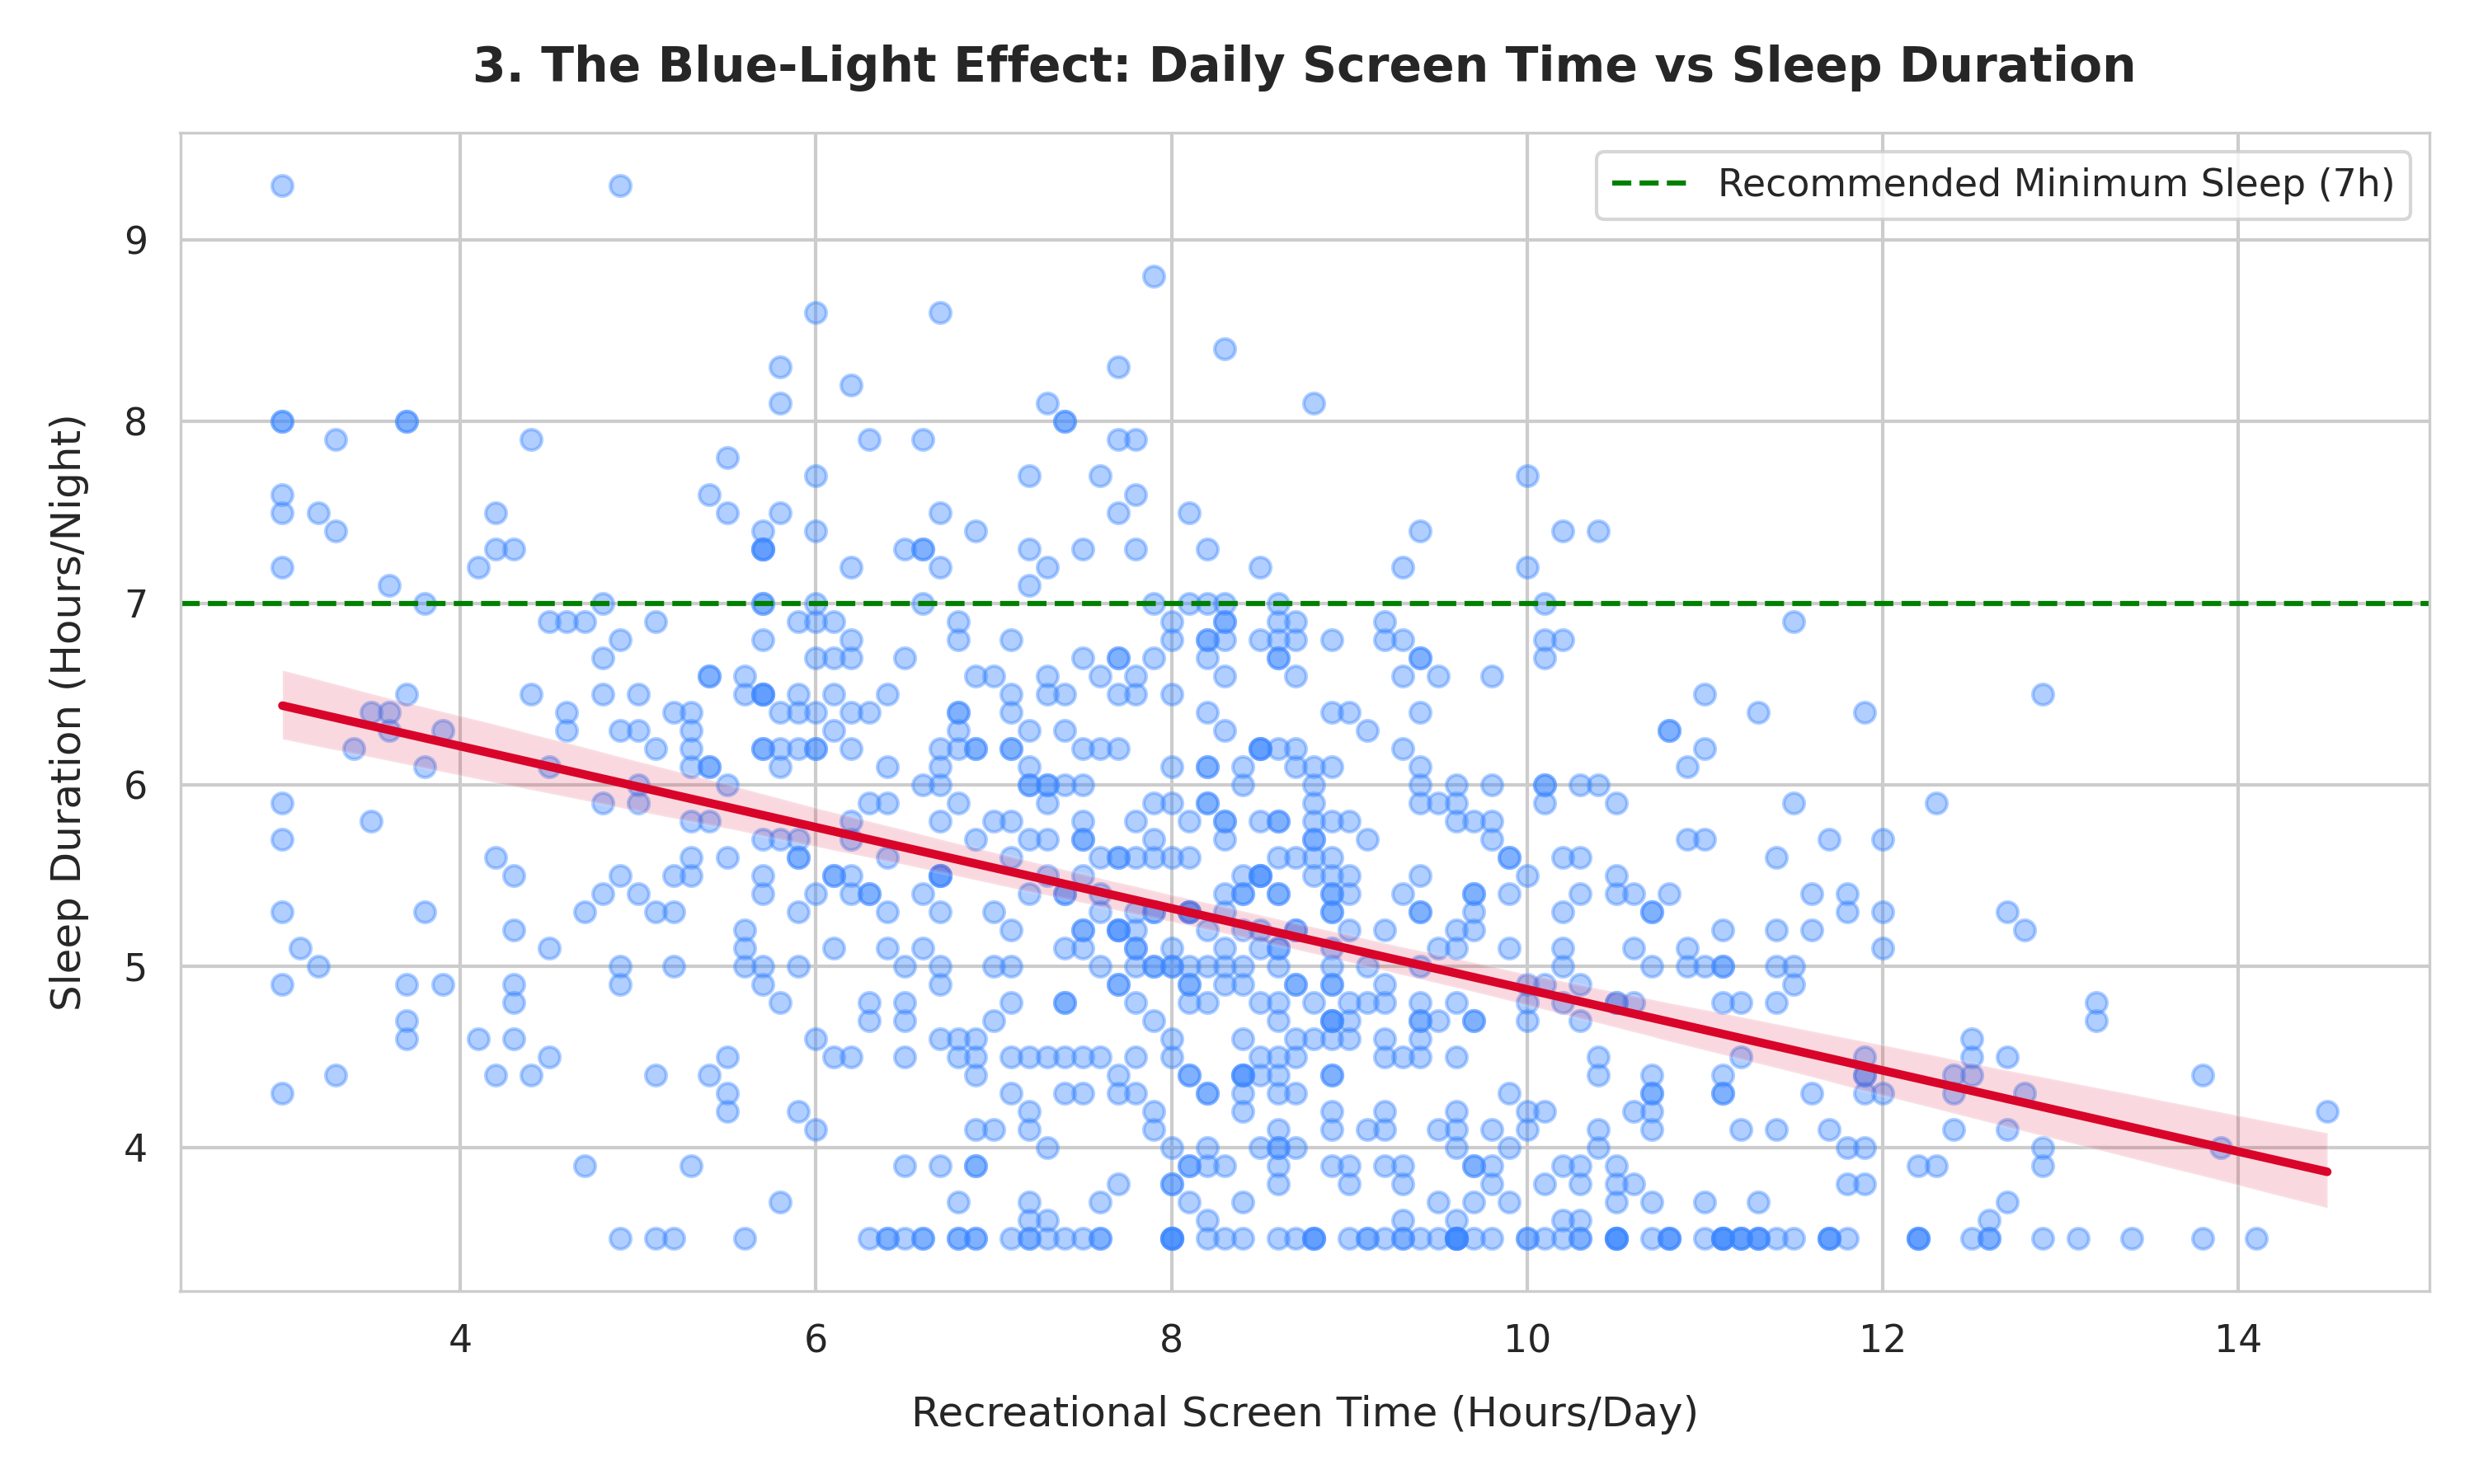 3. The Blue-Light Effect: Daily Screen Time vs Sleep Duration
Recommended Minimum Sleep (7h)
Sleep Duration (Hours/Night)
9
8
7
6
5
4
4 6 8 10 12 14
Recreational Screen Time (Hours/Day)